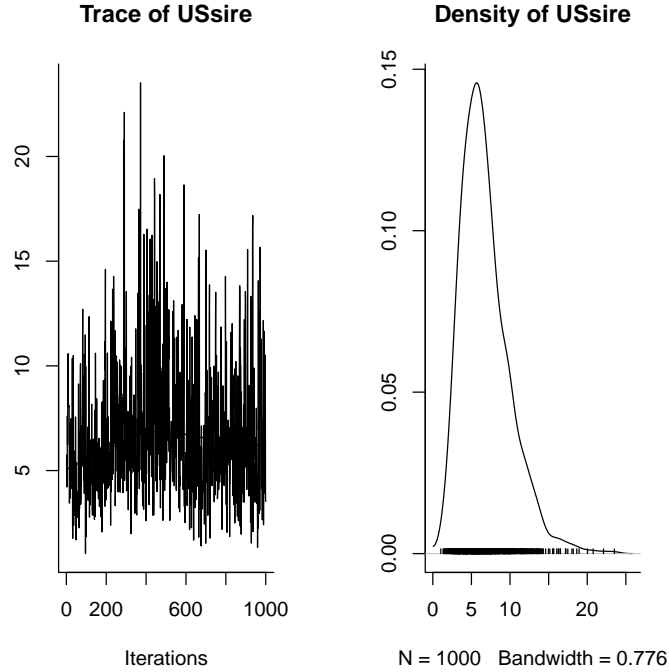 Trace of USsire
Density of USsire
20
15
10
5
0 200 600 1000
Iterations
0.15
0.10
0.05
0.00
0 5 10 20
N = 1000 Bandwidth = 0.776